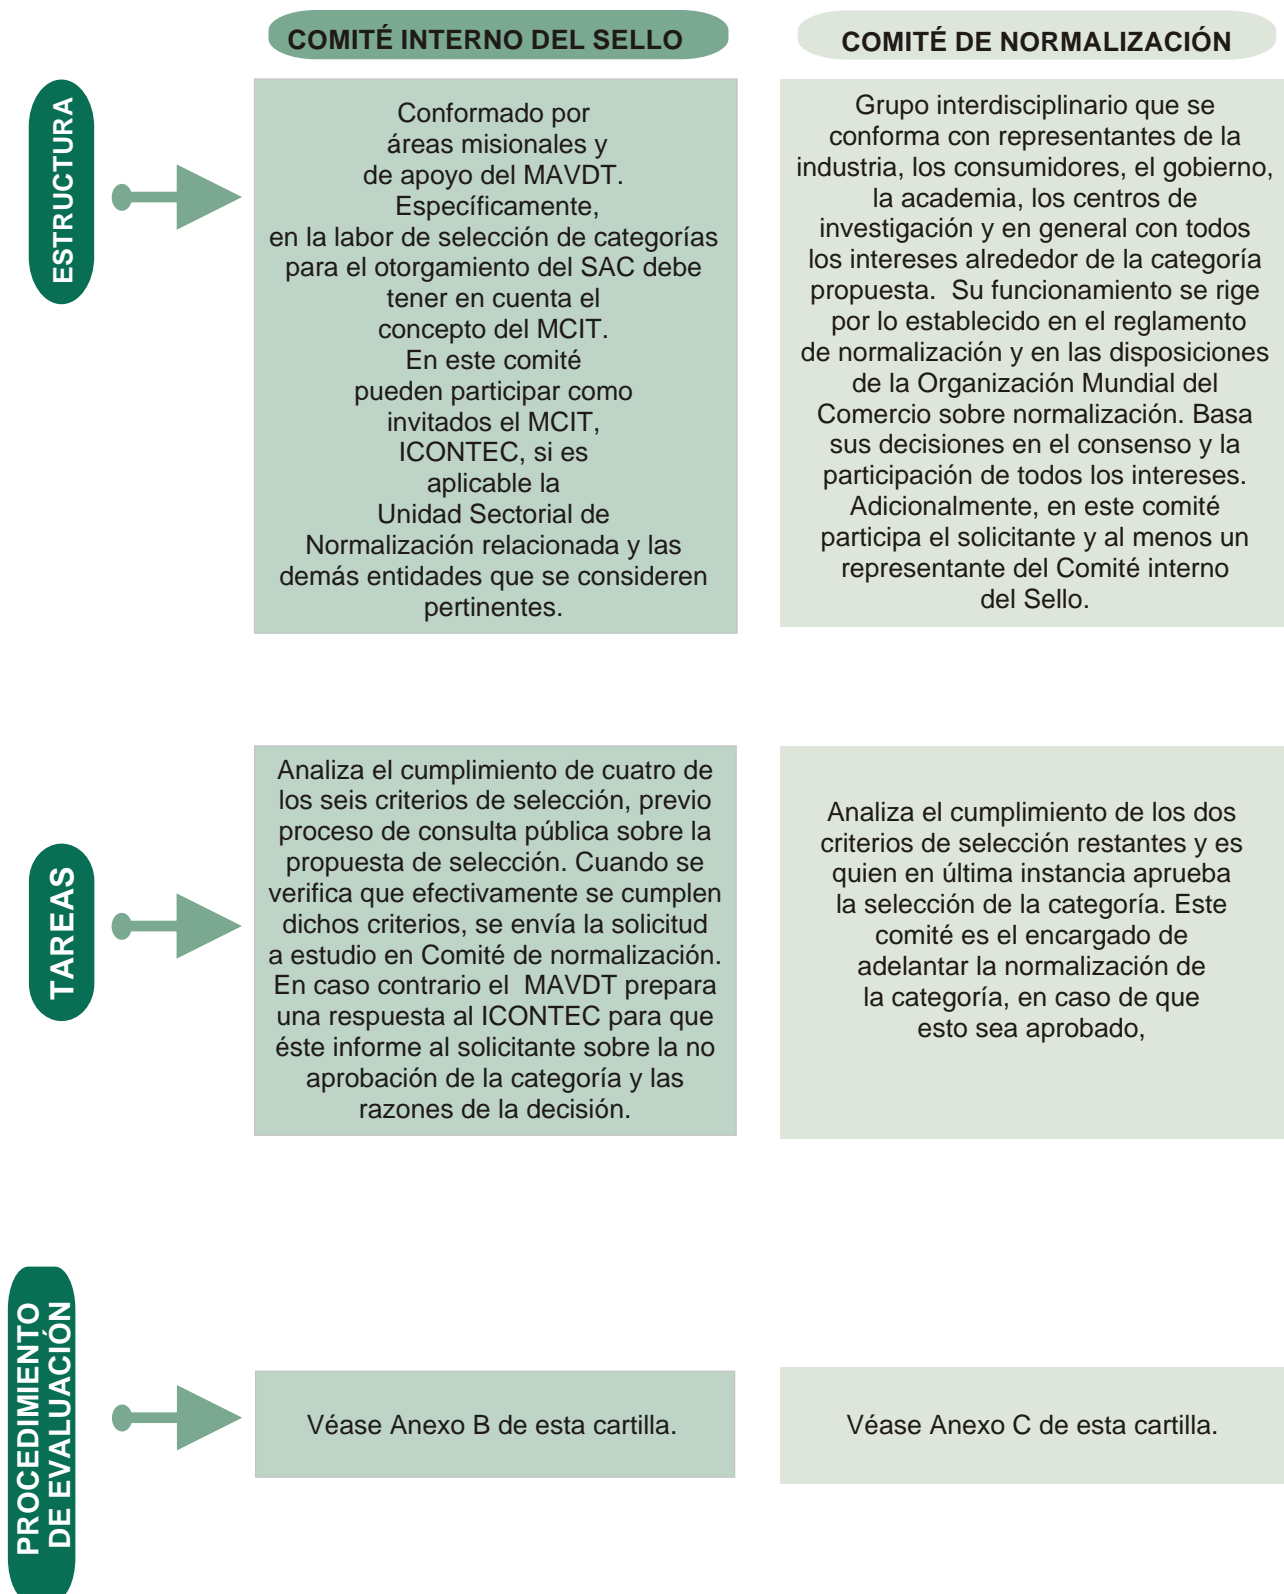 COMITÉ INTERNO DEL SELLO
COMITÉ DE NORMALIZACIÓN
ESTRUCTURA
Conformado por
áreas misionales y
de apoyo del MAVDT.
Específicamente,
en la labor de selección de categorías
para el otorgamiento del SAC debe
tener en cuenta el
concepto del MCIT.
En este comité
pueden participar como
invitados el MCIT,
ICONTEC, si es
aplicable la
Unidad Sectorial de
Normalización relacionada y las
demás entidades que se consideren
pertinentes.
Grupo interdisciplinario que se
conforma con representantes de la
industria, los consumidores, el gobierno,
la academia, los centros de
investigación y en general con todos
los intereses alrededor de la categoría
propuesta.  Su funcionamiento se rige
por lo establecido en el reglamento
de normalización y en las disposiciones
de la Organización Mundial del
Comercio sobre normalización. Basa
sus decisiones en el consenso y la
participación de todos los intereses.
Adicionalmente, en este comité
participa el solicitante y al menos un
representante del Comité interno
del Sello.
TAREAS
Analiza el cumplimiento de cuatro de
los seis criterios de selección, previo
proceso de consulta pública sobre la
propuesta de selección. Cuando se
verifica que efectivamente se cumplen
dichos criterios, se envía la solicitud
a estudio en Comité de normalización.
En caso contrario el  MAVDT prepara
una respuesta al ICONTEC para que
éste informe al solicitante sobre la no
aprobación de la categoría y las
razones de la decisión.
Analiza el cumplimiento de los dos
criterios de selección restantes y es
quien en última instancia aprueba
la selección de la categoría. Este
comité es el encargado de
adelantar la normalización de
la categoría, en caso de que
esto sea aprobado,
PROCEDIMIENTO
DE EVALUACIÓN
Véase Anexo B de esta cartilla.
Véase Anexo C de esta cartilla.